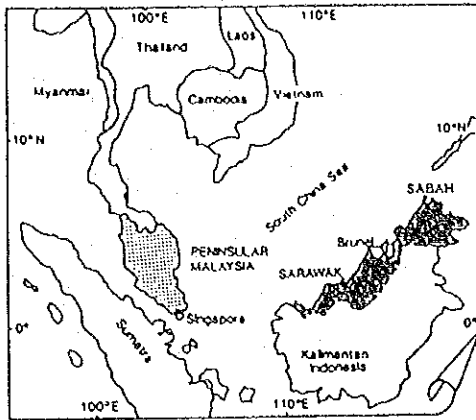 100°E
110°E
Laos
Thailand
Myanmar
Cambodia
Vietnam
10°N
10°N
SABAH
South China Sea
Brunei
PENINSULAR
MALAYSIA
SARAWAK
Singapore
0°
0°
Sumatra
Kalimantan
Indonesia
100°E
110°E